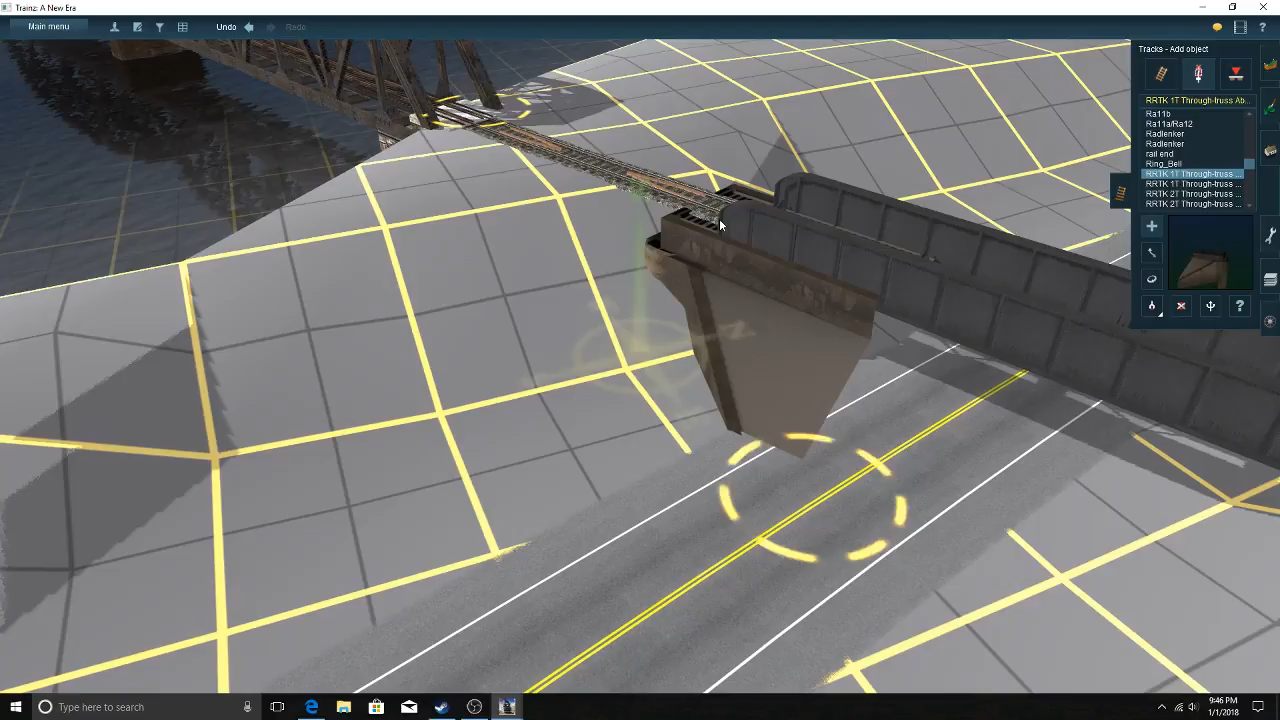 Trainz: A New Era
Main menu
Undo
Redo
Tracks - Add object
RRTK 1T Through-truss Ab...
Ra11b
Ra11a/Ra12
Radlenker
Radlenker
rail end
Ring_Bell
RRTK 1T Through-truss ...
RRTK 1T Through-truss ...
RRTK 2T Through-truss ...
RRTK 2T Through-truss ...
Type here to search
9:46 PM
1/1/2018